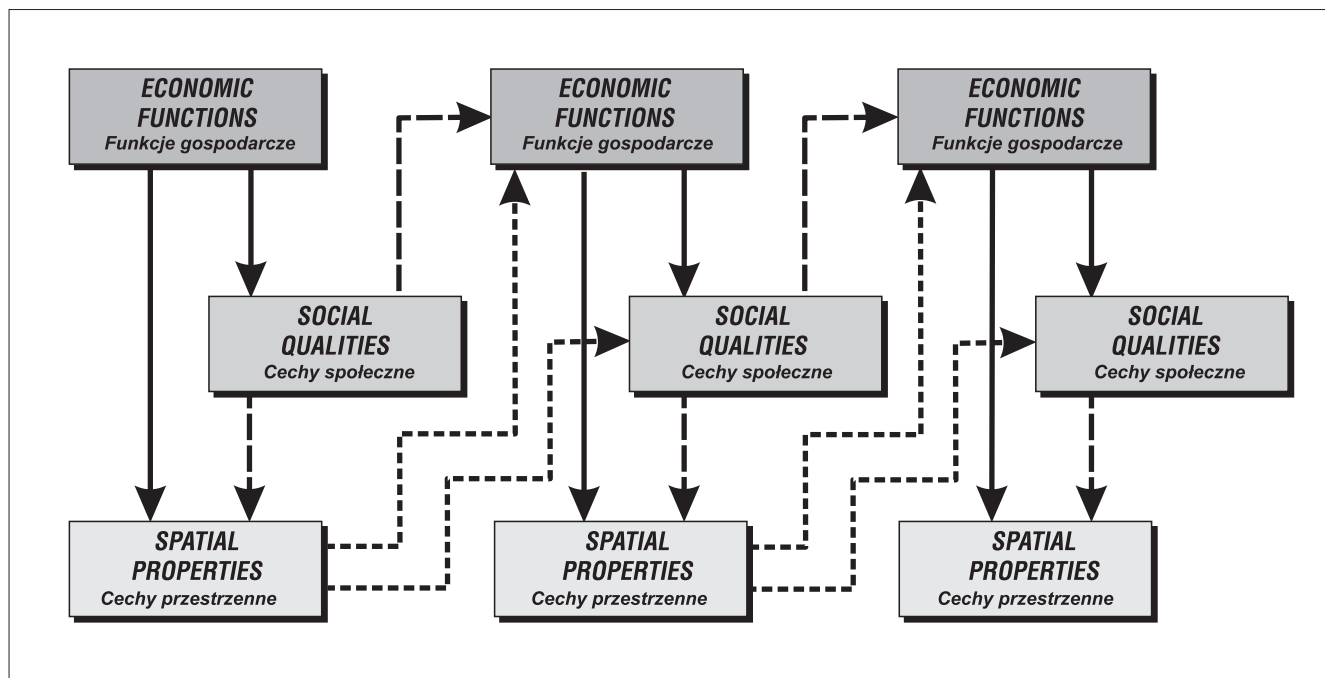 ECONOMIC
FUNCTIONS
Funkcje gospodarcze
ECONOMIC
FUNCTIONS
Funkcje gospodarcze
ECONOMIC
FUNCTIONS
Funkcje gospodarcze
SOCIAL
QUALITIES
Cechy społeczne
SOCIAL
QUALITIES
Cechy społeczne
SOCIAL
QUALITIES
Cechy społeczne
SPATIAL
PROPERTIES
Cechy przestrzenne
SPATIAL
PROPERTIES
Cechy przestrzenne
SPATIAL
PROPERTIES
Cechy przestrzenne